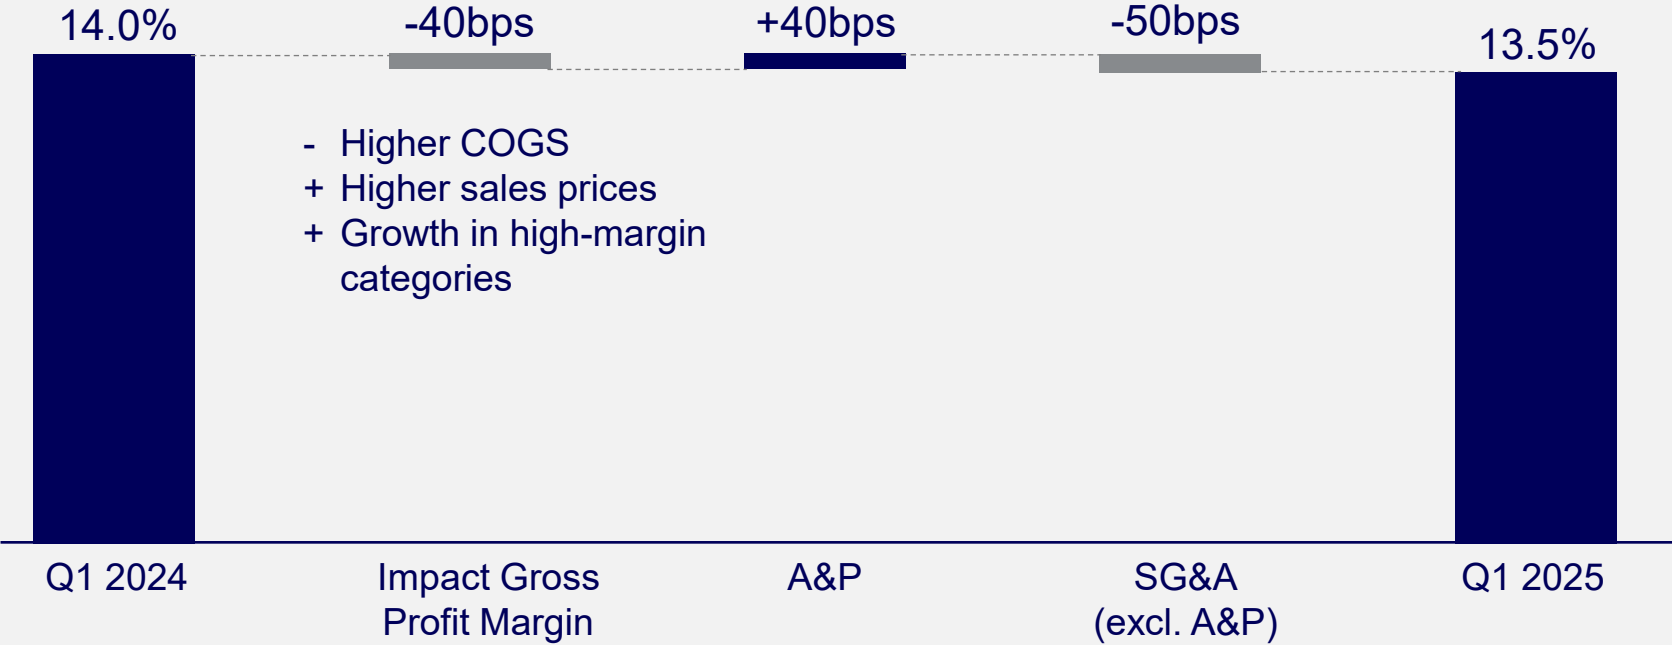 14.0%
-40bps
+40bps
-50bps
13.5%
- Higher COGS
+ Higher sales prices
+ Growth in high-margin
categories
Q1 2024
Impact Gross
Profit Margin
A&P
SG&A
(excl. A&P)
Q1 2025